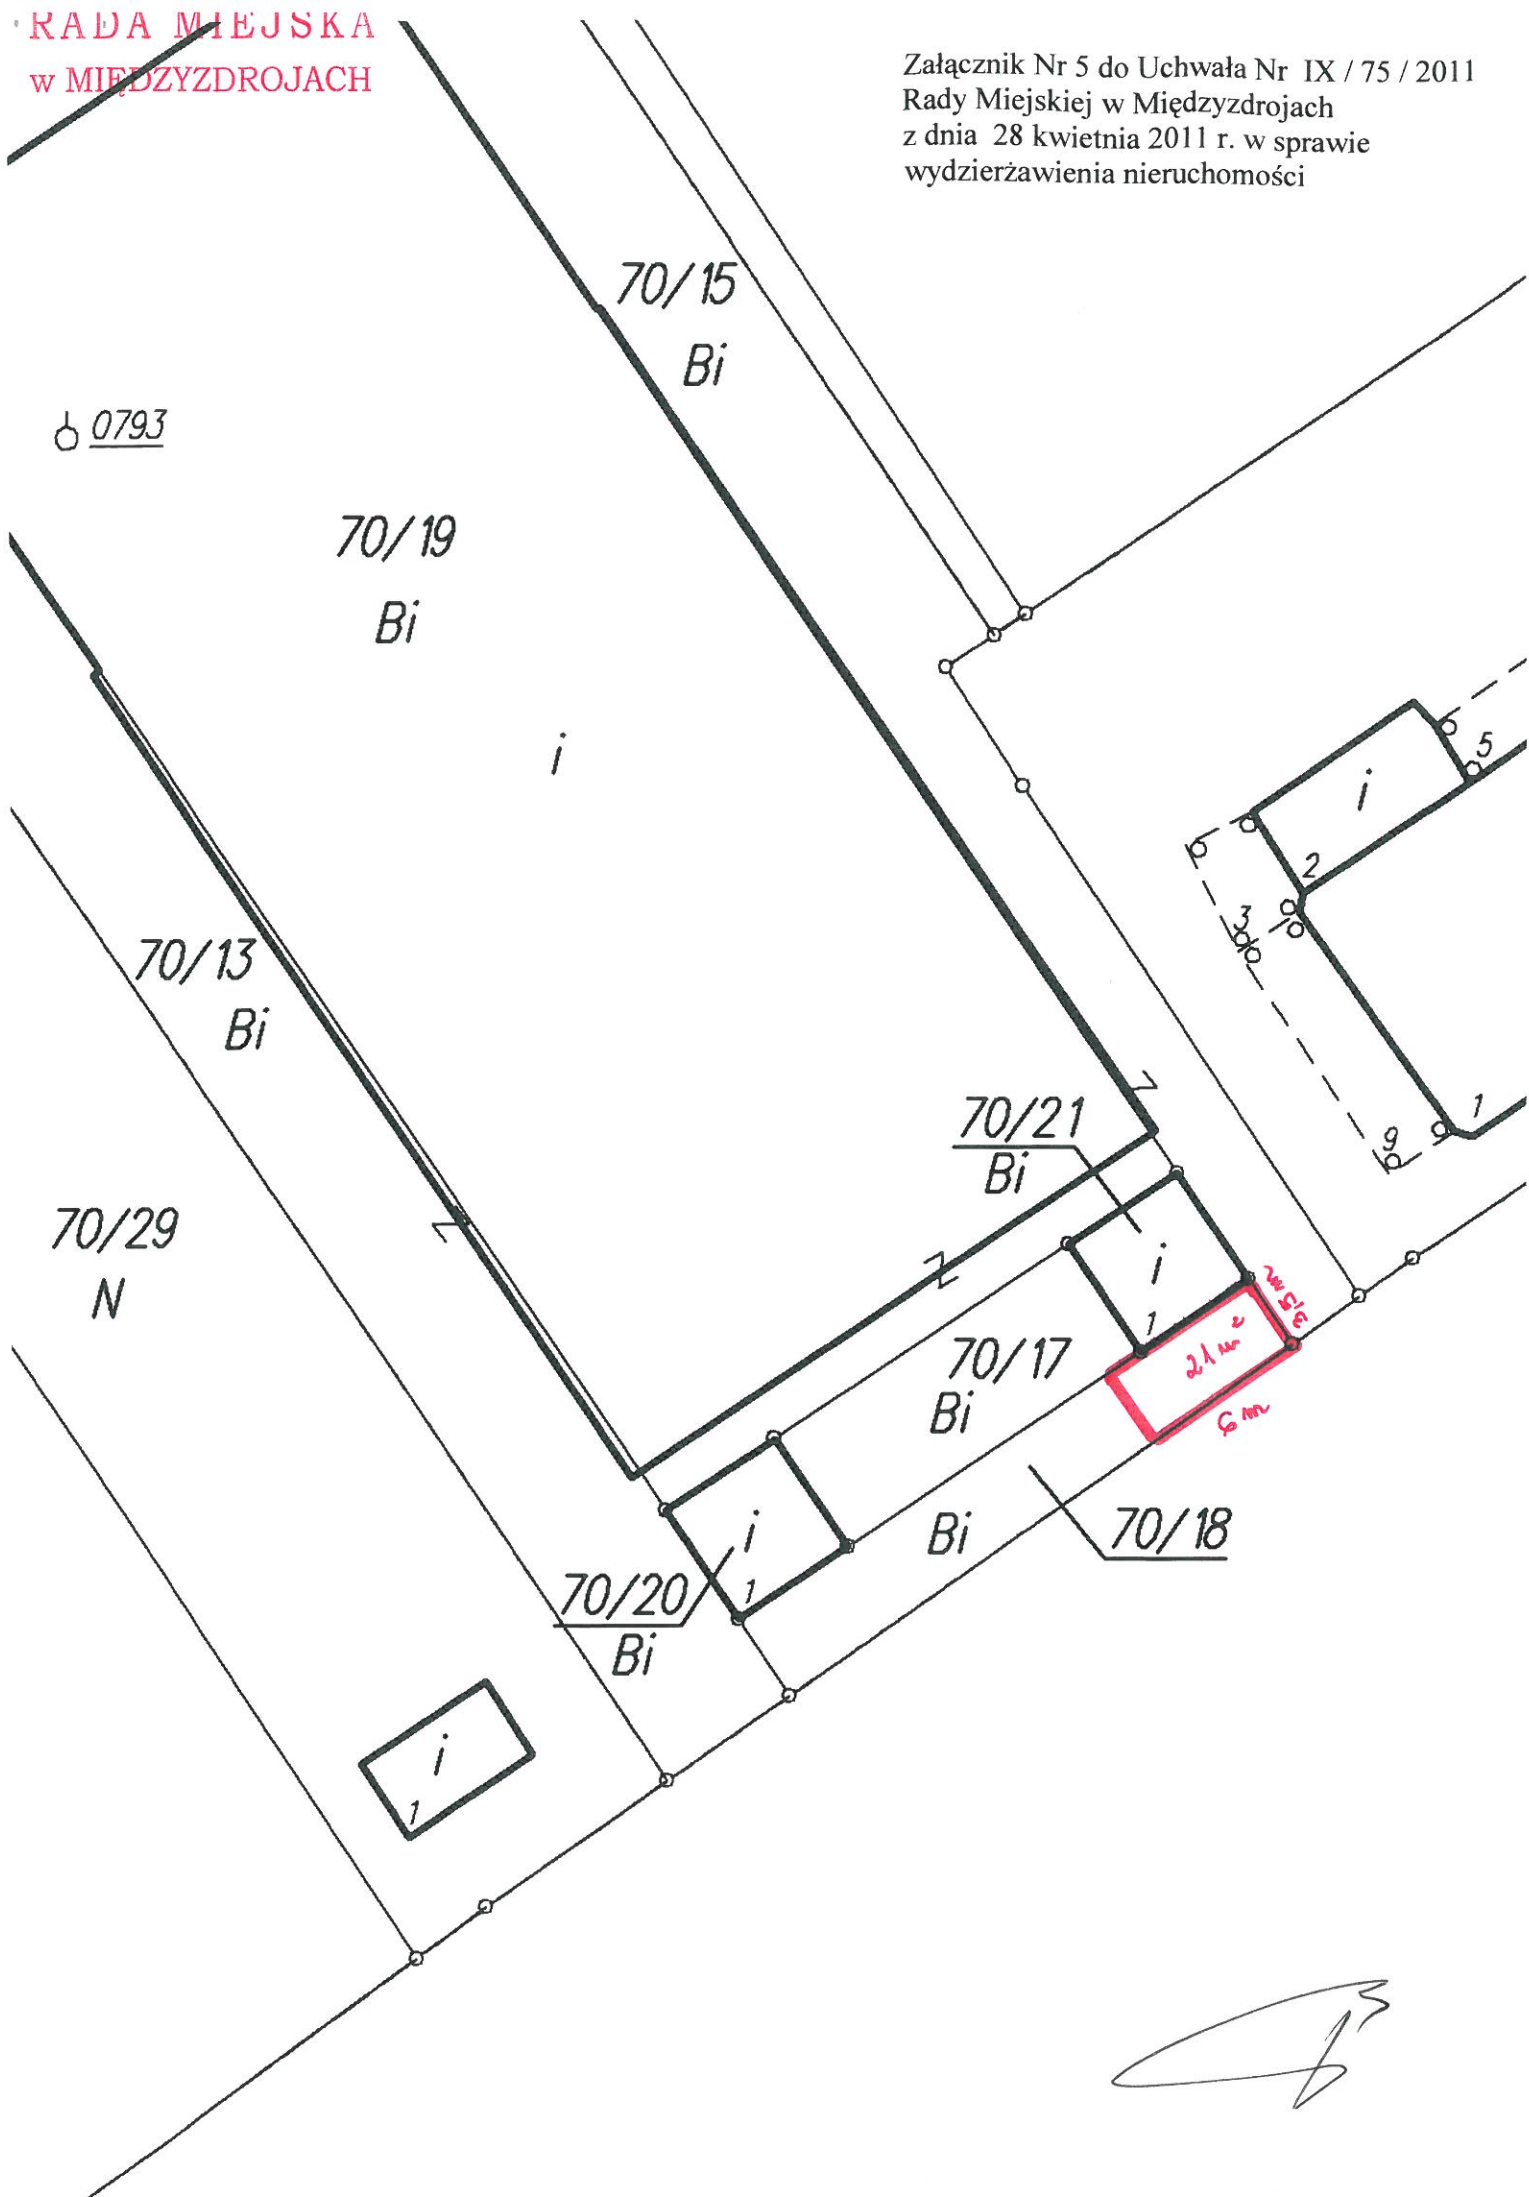 RADA MIEJSKA
w MIĘDZYZDROJACH
Załącznik Nr 5 do Uchwała Nr IX / 75 / 2011
Rady Miejskiej w Międzyzdrojach
z dnia 28 kwietnia 2011 r. w sprawie
wydzierżawienia nieruchomości
70/15
Bi
0793
70/19
Bi
i
5
i
2
3
70/13
Bi
1
9
70/21
Bi
70/29
N
i
3,5 m
1
21 m²
70/17
Bi
6 m
i
Bi
70/18
70/20
Bi
1
i
1